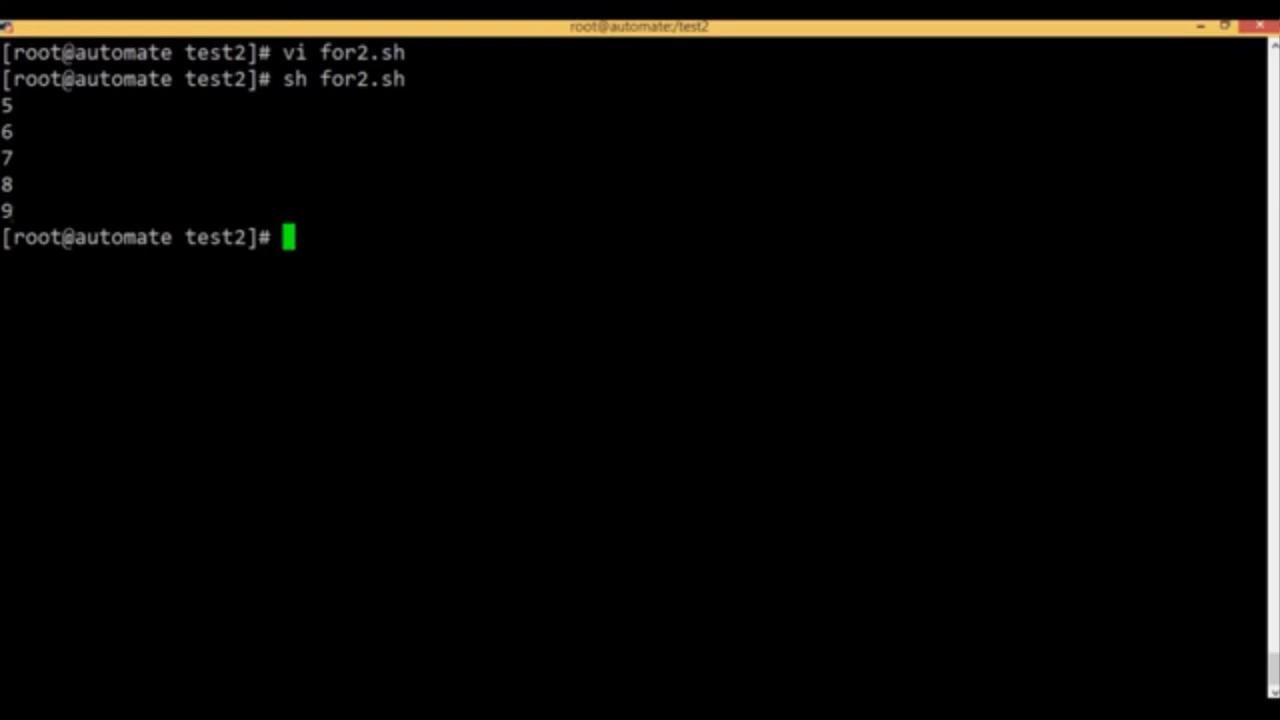 root@automate:/test2
[root@automate test2]# vi for2.sh
[root@automate test2]# sh for2.sh
5
6
7
8
9
[root@automate test2]#